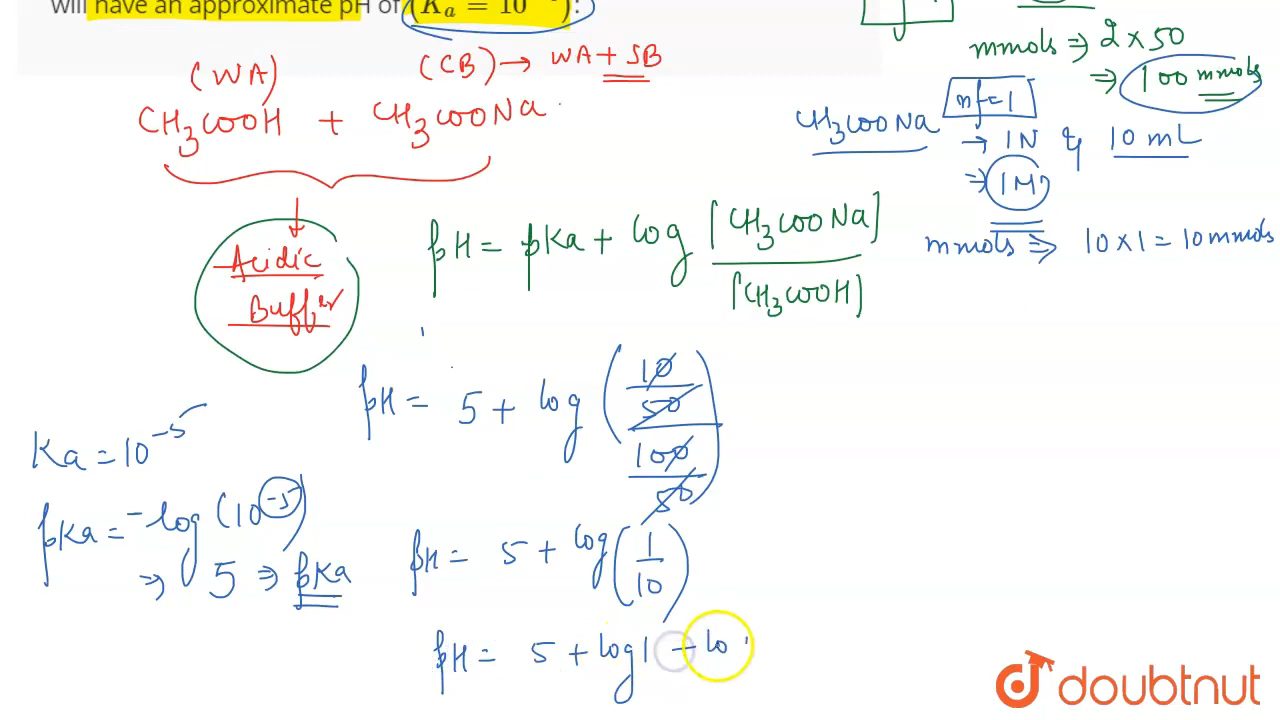 will have an approximate pH of (Kₐ = 10
mmols ⇒ 2 × 50
⇒ 100 mmols
(WA)
(CB) → WA + SB
CH₃COOH + CH₃COONa
CH₃COONa
nf = 1
→ 1N & 10 mL
⇒ 1M
mmols ⇒ 10 × 1 = 10 mmols
Acidic
Buffer
pH = pKa + log [CH₃COONa] / [CH₃COOH]
pH = 5 + log ( 10/50 / 100/50 )
Ka = 10⁻⁵
pKa = -log (10⁻⁵)
⇒ 5 ⇒ pKa
pH = 5 + log (1/10)
pH = 5 + log 1 - lo
doubtnut